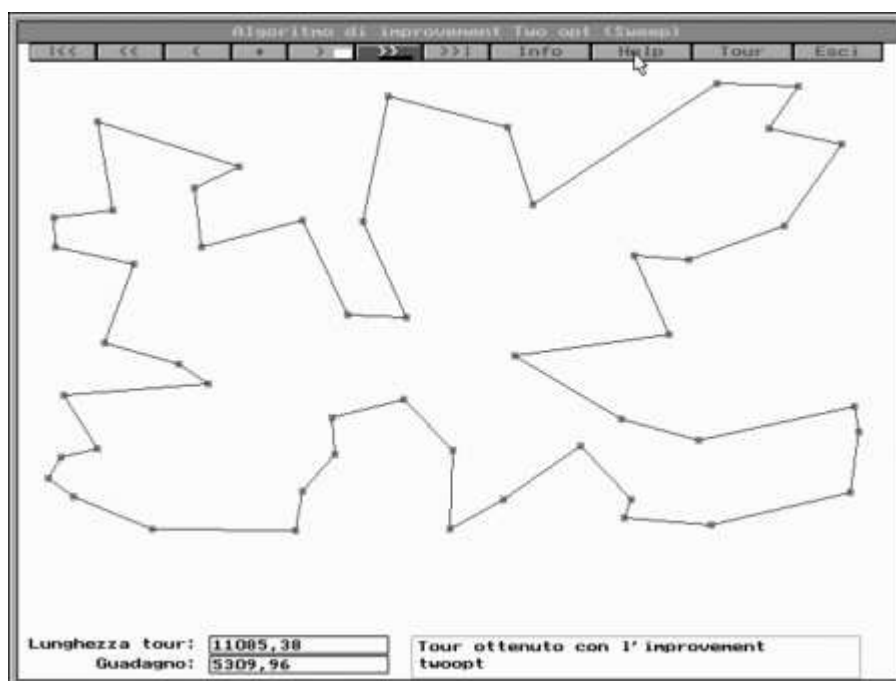 Algoritmo di improvement Two opt (Sweep)
I<< << < * > >> >>I Info Help Tour Esci
Lunghezza tour: 11085,38
Guadagno: 5309,96
Tour ottenuto con l'improvement
twoopt